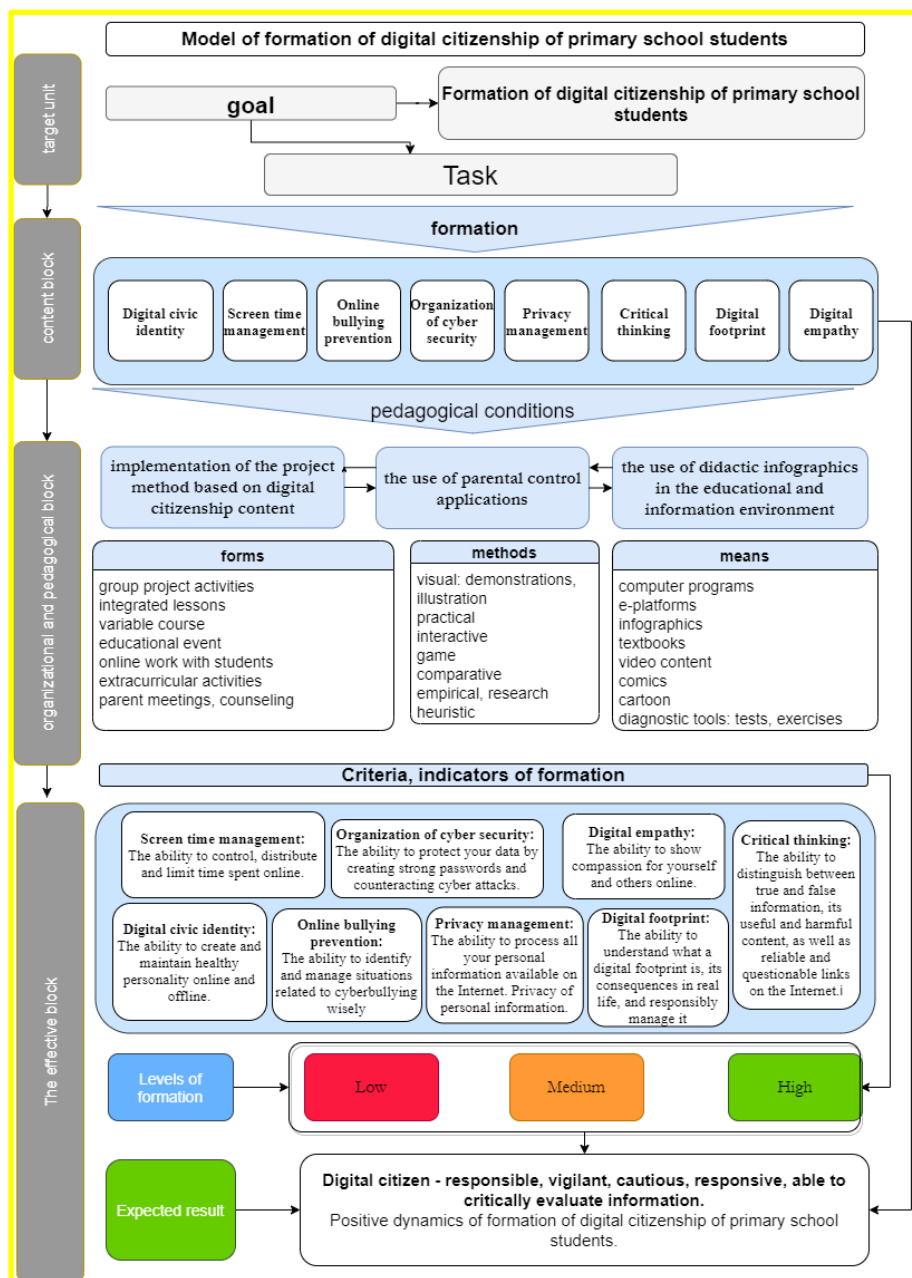 Model of formation of digital citizenship of primary school students
target unit
goal
Formation of digital citizenship of primary school
students
Task
content block
formation
Digital civic
identity
Screen time
management
Online
bullying
prevention
Organization
of cyber
security
Privacy
management
Critical
thinking
Digital
footprint
Digital
empathy
organizational and pedagogical block
pedagogical conditions
implementation of the project
method based on digital
citizenship content
the use of parental control
applications
the use of didactic infographics
in the educational and
information environment
forms
group project activities
integrated lessons
variable course
educational event
online work with students
extracurricular activities
parent meetings, counseling
methods
visual: demonstrations,
illustration
practical
interactive
game
comparative
empirical, research
heuristic
means
computer programs
e-platforms
infographics
textbooks
video content
comics
cartoon
diagnostic tools: tests, exercises
The effective block
Criteria, indicators of formation
Screen time management:
The ability to control, distribute
and limit time spent online.
Organization of cyber security:
The ability to protect your data by
creating strong passwords and
counteracting cyber attacks.
Digital empathy:
The ability to show
compassion for yourself
and others online.
Critical thinking:
The ability to
distinguish between
true and false
information, its
useful and harmful
content, as well as
reliable and
questionable links
on the Internet.i
Digital civic identity:
The ability to create and
maintain healthy
personality online and
offline.
Online bullying
prevention:
The ability to identify
and manage situations
related to cyberbullying
wisely
Privacy management:
The ability to process all
your personal
information available on
the Internet. Privacy of
personal information.
Digital footprint:
The ability to
understand what a
digital footprint is, its
consequences in real
life, and responsibly
manage it
Levels of
formation
Low
Medium
High
Expected result
Digital citizen - responsible, vigilant, cautious, responsive, able to
critically evaluate information.
Positive dynamics of formation of digital citizenship of primary school
students.